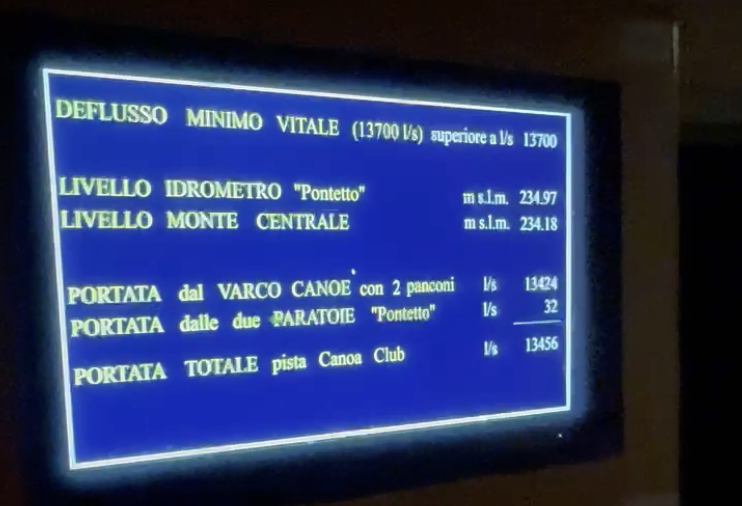 DEFLUSSO MINIMO VITALE (13700 l/s) superiore a l/s 13700
LIVELLO IDROMETRO "Pontetto" m s.l.m. 234.97
LIVELLO MONTE CENTRALE m s.l.m. 234.18
PORTATA dal VARCO CANOE con 2 panconi l/s 13424
PORTATA dalle due PARATOIE "Pontetto" l/s 32
PORTATA TOTALE pista Canoa Club l/s 13456